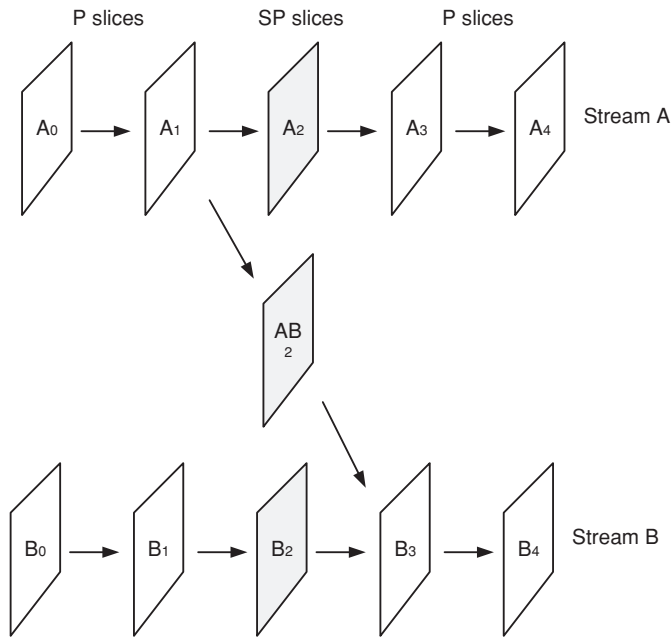 P slices SP slices P slices
A0 A1 A2 A3 A4 Stream A
AB
2
B0 B1 B2 B3 B4 Stream B